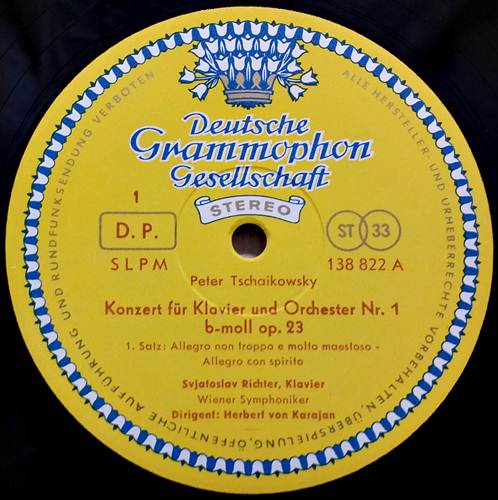 Deutsche
Grammophon
Gesellschaft
STEREO
1
D. P.
ST 33
SLPM
138 822 A
Peter Tschaikowsky
Konzert für Klavier und Orchester Nr. 1
b-moll op. 23
1. Satz: Allegro non troppo e molto maestoso -
Allegro con spirito
Svjatoslav Richter, Klavier
Wiener Symphoniker
Dirigent: Herbert von Karajan
ALLE HERSTELLER- UND URHEBERRECHTE VORBEHALTEN, ÜBERSPIELUNG, ÖFFENTLICHE AUFFÜHRUNG UND RUNDFUNKSENDUNG VERBOTEN